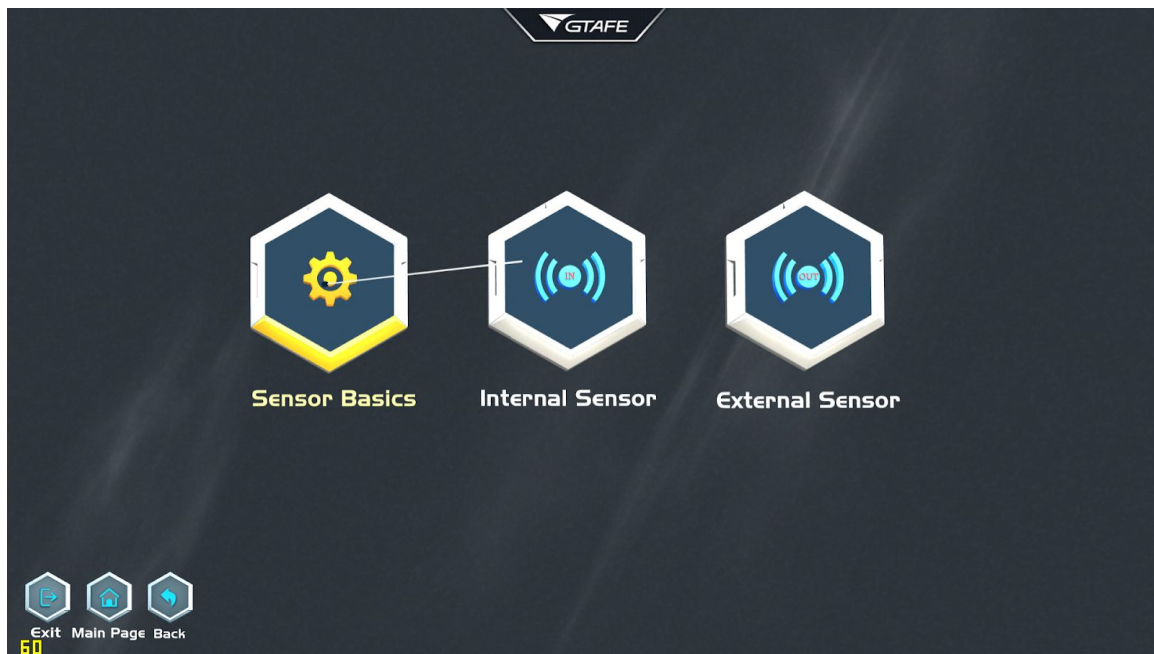 GTAFE
IN
OUT
Sensor Basics
Internal Sensor
External Sensor
Exit
Main Page
Back
60